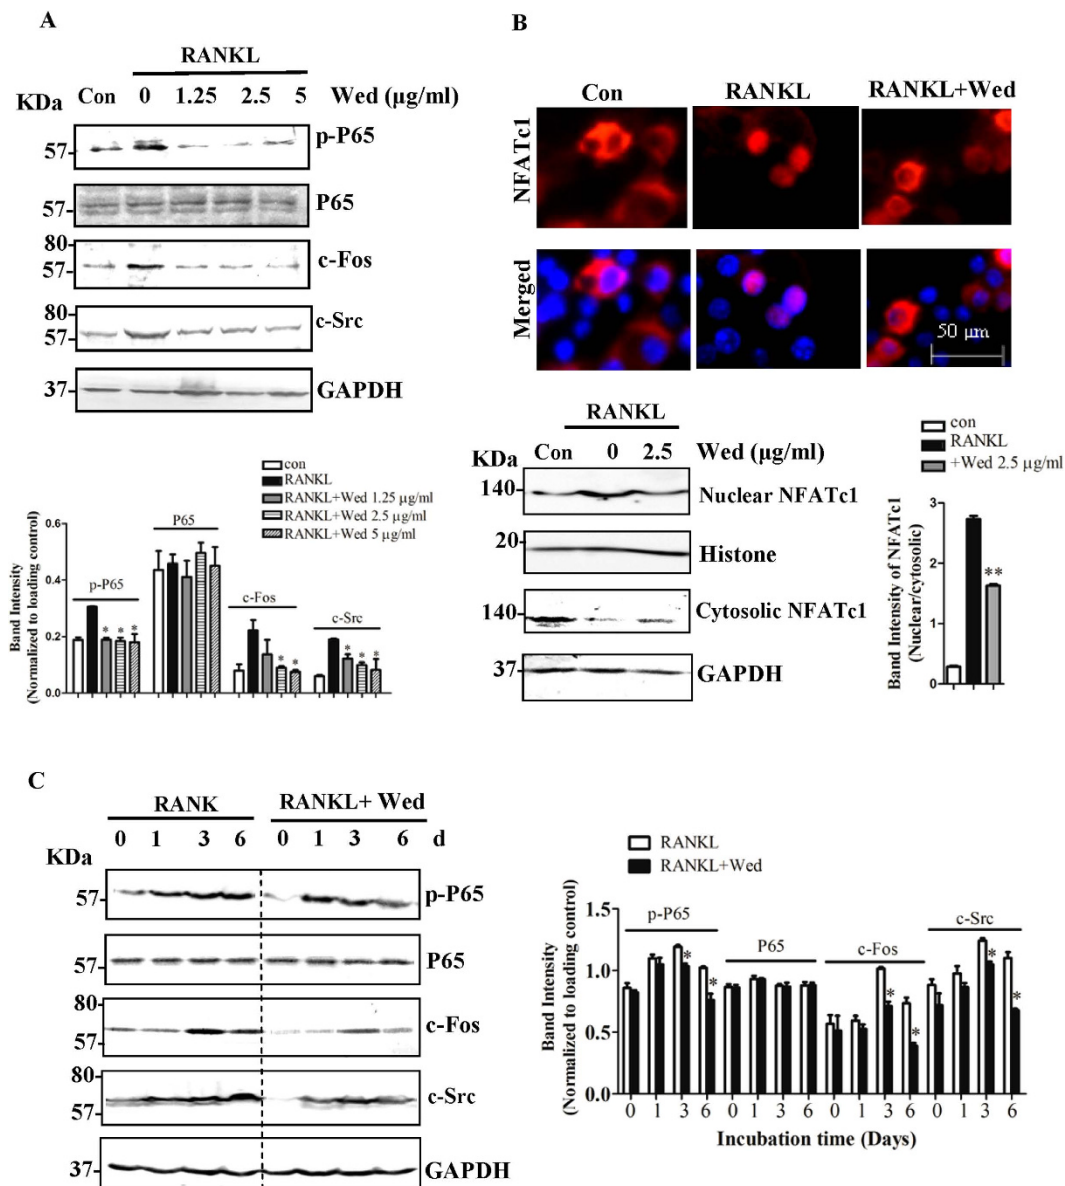 A
RANKL
KDa Con 0 1.25 2.5 5 Wed (µg/ml)
57 p-P65
57 P65
80
57 c-Fos
80
57 c-Src
37 GAPDH
con
RANKL
RANKL+Wed 1.25 µg/ml
RANKL+Wed 2.5 µg/ml
RANKL+Wed 5 µg/ml
Band Intensity
(Normalized to loading control)
0.6
0.4
0.2
0.0
p-P65
P65
c-Fos
c-Src
* * *
* *
* * *
B
Con RANKL RANKL+Wed
NFATc1
Merged
50 µm
RANKL
KDa Con 0 2.5 Wed (µg/ml)
140 Nuclear NFATc1
20 Histone
140 Cytosolic NFATc1
37 GAPDH
con
RANKL
+Wed 2.5 µg/ml
Band Intensity of NFATc1
(Nuclear/cytosolic)
3
2
1
0
**
C
RANK RANKL+ Wed
0 1 3 6 0 1 3 6 d
KDa
57 p-P65
57 P65
80
57 c-Fos
80
57 c-Src
37 GAPDH
RANKL
RANKL+Wed
Band Intensity
(Normalized to loading control)
1.5
1.0
0.5
0.0
p-P65
P65
c-Fos
c-Src
* *
* *
* *
0 1 3 6 0 1 3 6 0 1 3 6 0 1 3 6
Incubation time (Days)